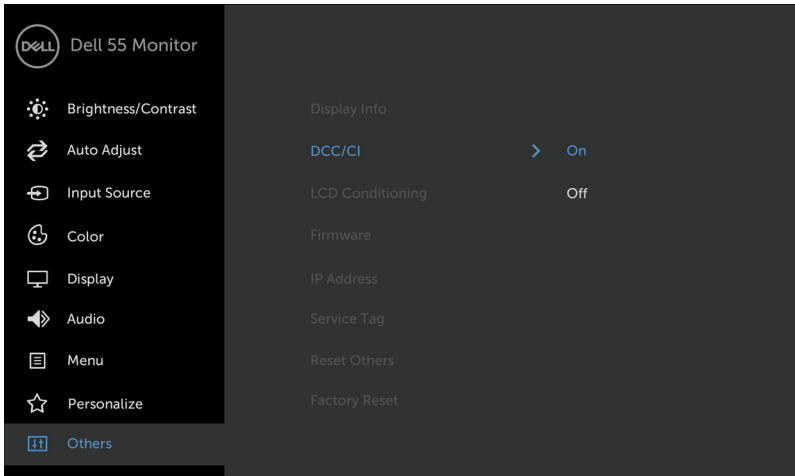 DELL Dell 55 Monitor
Brightness/Contrast
Auto Adjust
Input Source
Color
Display
Audio
Menu
Personalize
Others
Display Info
DCC/CI On
LCD Conditioning Off
Firmware
IP Address
Service Tag
Reset Others
Factory Reset